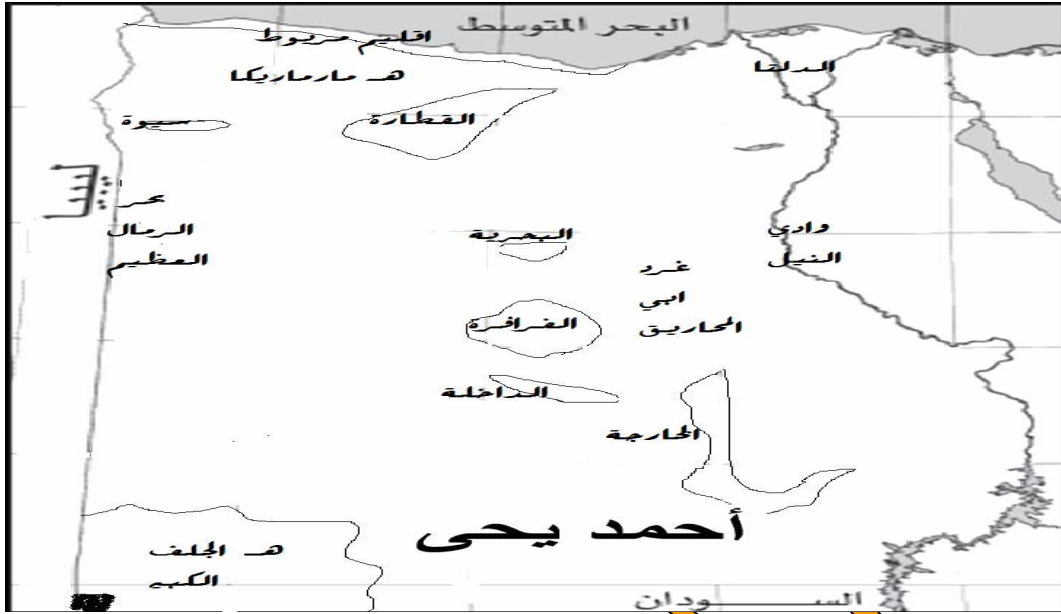 البحر المتوسط
اقليم مريوط
الدلتا
هـ مارماريكا
سيوة
القطارة
بحر
الرمال
العظيم
البحرية
وادي
النيل
غرد
ابي
المحاريق
الفرافرة
الداخلة
الخارجة
أحمد يحى
هـ الجلف
الكبير
السودان